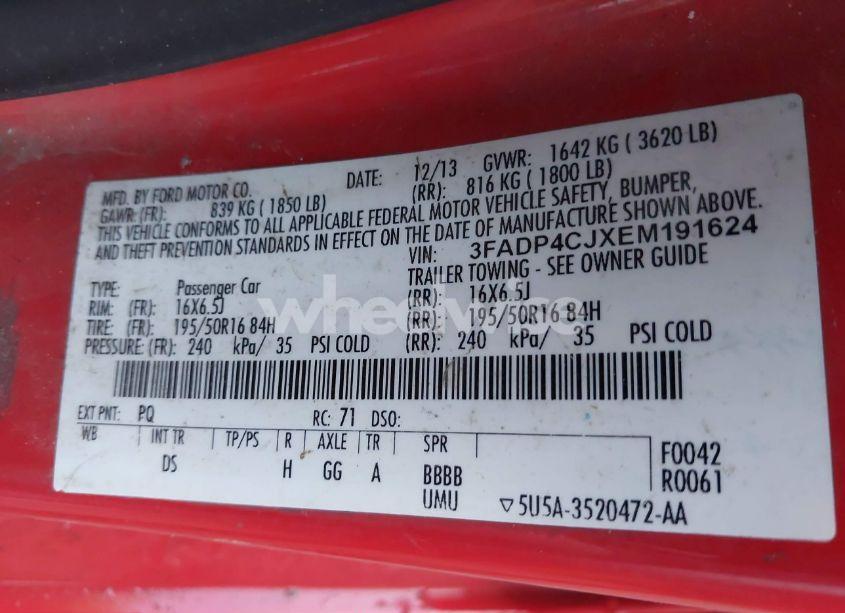 MFD. BY FORD MOTOR CO. DATE: 12/13 GVWR: 1642 KG ( 3620 LB)
GAWR: (FR): 839 KG ( 1850 LB) (RR): 816 KG ( 1800 LB)
THIS VEHICLE CONFORMS TO ALL APPLICABLE FEDERAL MOTOR VEHICLE SAFETY, BUMPER,
AND THEFT PREVENTION STANDARDS IN EFFECT ON THE DATE OF MANUFACTURE SHOWN ABOVE.
VIN: 3FADP4CJXEM191624
TYPE: Passenger Car TRAILER TOWING - SEE OWNER GUIDE
RIM: (FR): 16X6.5J (RR): 16X6.5J
TIRE: (FR): 195/50R16 84H (RR): 195/50R16 84H
PRESSURE: (FR): 240 kPa/ 35 PSI COLD (RR): 240 kPa/ 35 PSI COLD
wheelwise
EXT PNT: PQ RC: 71 DSO:
WB INT TR TP/PS R AXLE TR SPR F0042
DS H GG A BBBB R0061
UMU ▽5U5A-3520472-AA